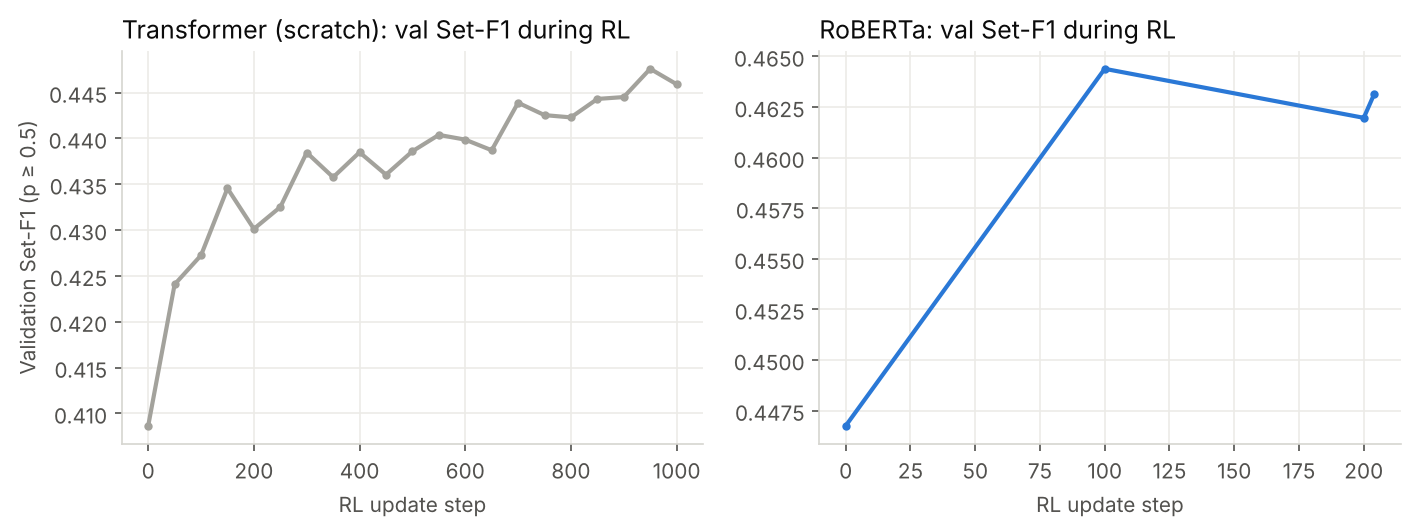 Transformer (scratch): val Set-F1 during RL
Validation Set-F1 (p ≥ 0.5)
0.445
0.440
0.435
0.430
0.425
0.420
0.415
0.410
0 200 400 600 800 1000
RL update step
RoBERTa: val Set-F1 during RL
0.4650
0.4625
0.4600
0.4575
0.4550
0.4525
0.4500
0.4475
0 25 50 75 100 125 150 175 200
RL update step